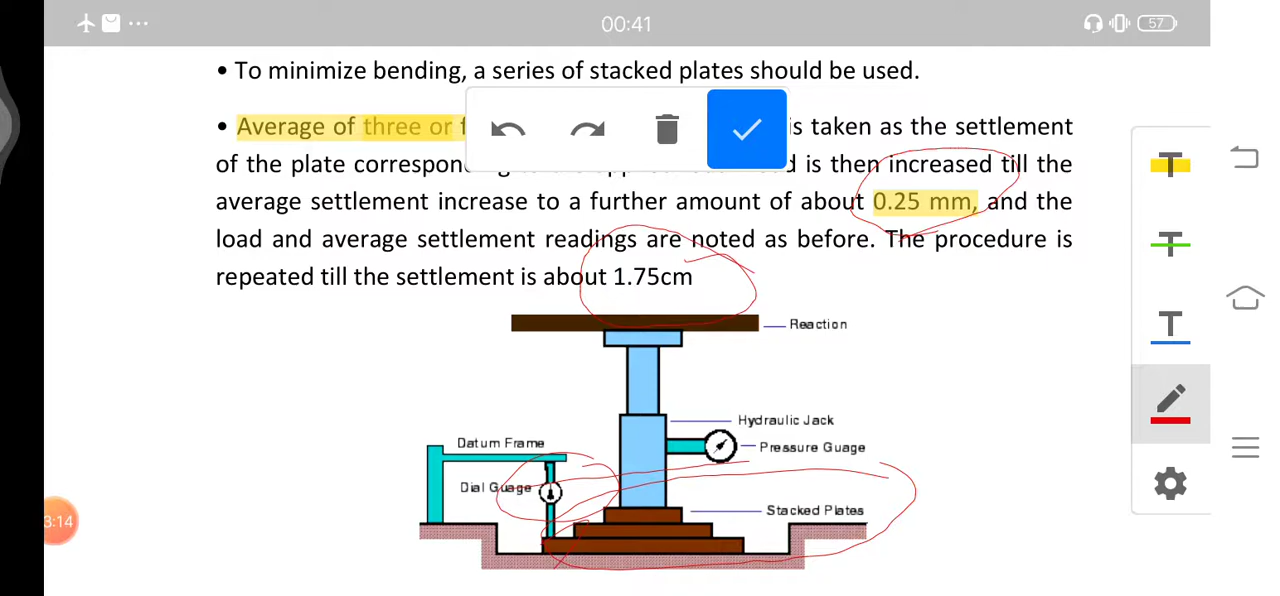 00:41
57
• To minimize bending, a series of stacked plates should be used.
• Average of three or f is taken as the settlement
of the plate correspon d is then increased till the
average settlement increase to a further amount of about 0.25 mm, and the
load and average settlement readings are noted as before. The procedure is
repeated till the settlement is about 1.75cm
Reaction
Hydraulic Jack
Datum Frame
Pressure Guage
Dial Guage
Stacked Plates
3:14
T
T
T